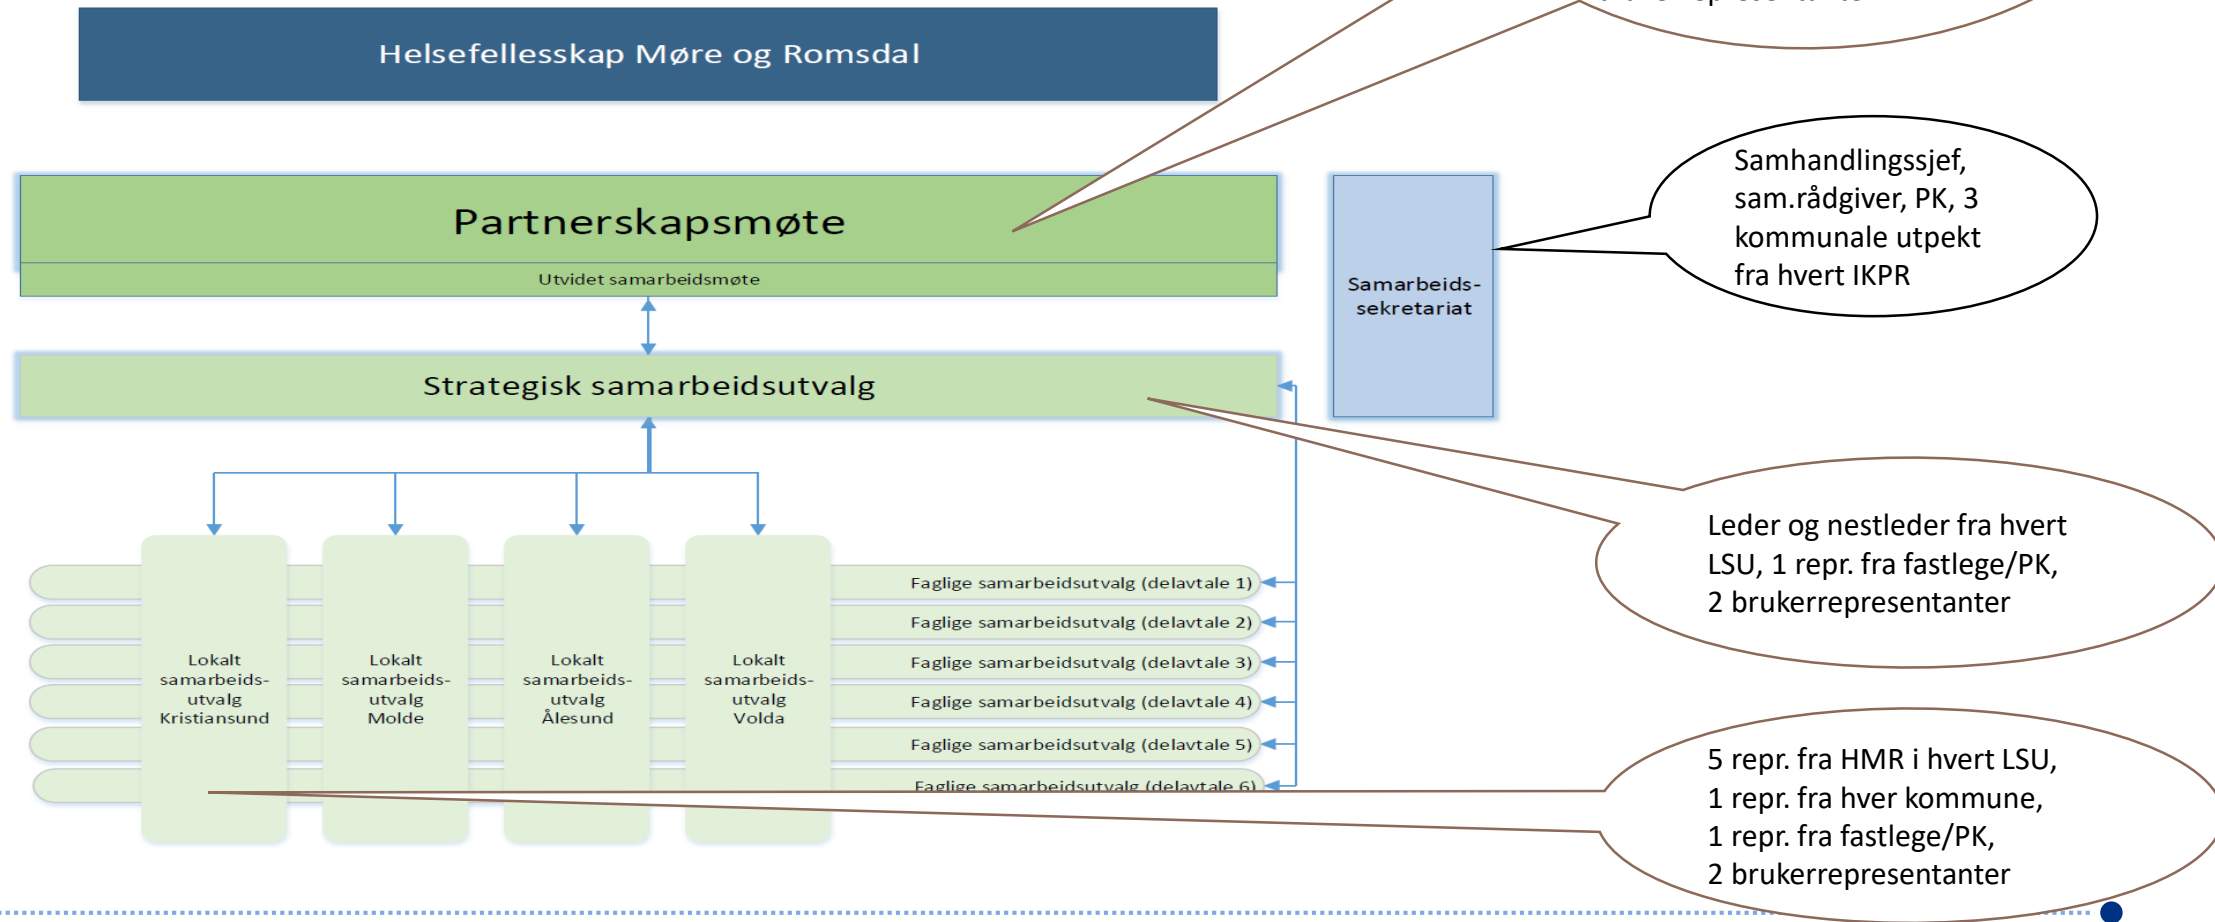 Helsefellesskap Møre og Romsdal
Partnerskapsmøte
Utvidet samarbeidsmøte
Samarbeids-
sekretariat
Samhandlingssjef,
sam.rådgiver, PK, 3
kommunale utpekt
fra hvert IKPR
Strategisk samarbeidsutvalg
Leder og nestleder fra hvert
LSU, 1 repr. fra fastlege/PK,
2 brukerrepresentanter
Lokalt
samarbeids-
utvalg
Kristiansund
Lokalt
samarbeids-
utvalg
Molde
Lokalt
samarbeids-
utvalg
Ålesund
Lokalt
samarbeids-
utvalg
Volda
Faglige samarbeidsutvalg (delavtale 1)
Faglige samarbeidsutvalg (delavtale 2)
Faglige samarbeidsutvalg (delavtale 3)
Faglige samarbeidsutvalg (delavtale 4)
Faglige samarbeidsutvalg (delavtale 5)
Faglige samarbeidsutvalg (delavtale 6)
5 repr. fra HMR i hvert LSU,
1 repr. fra hver kommune,
1 repr. fra fastlege/PK,
2 brukerrepresentanter